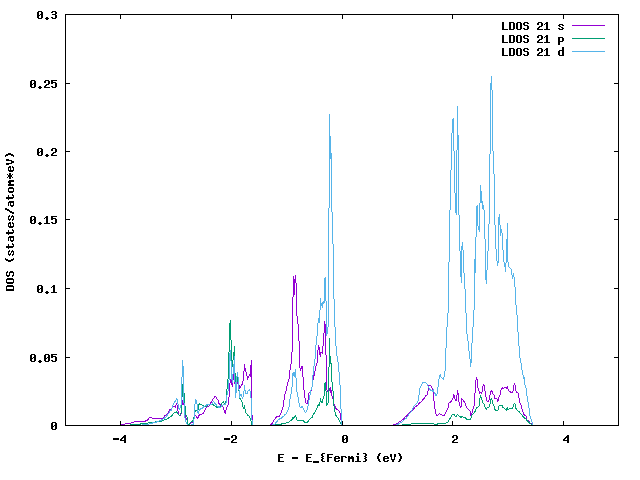 0.3
LDOS 21 s
LDOS 21 p
LDOS 21 d
0.25
0.2
0.15
0.1
0.05
0
DOS (states/atom*eV)
-4 -2 0 2 4
E - E_{Fermi} (eV)